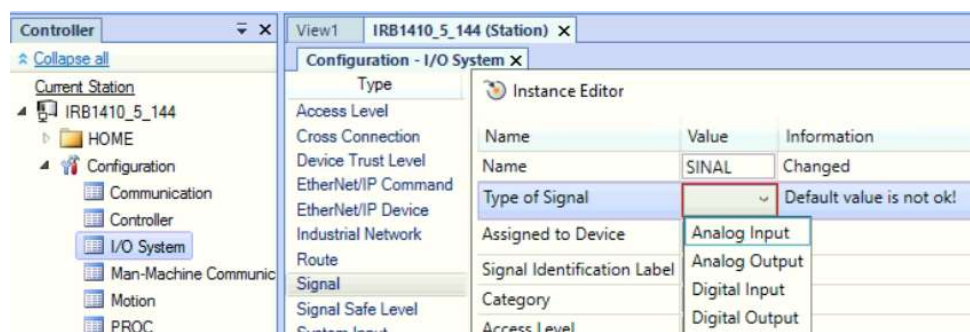 Controller
Collapse all
Current Station
IRB1410_5_144
HOME
Configuration
Communication
Controller
I/O System
Man-Machine Communic
Motion
PROC
View1 IRB1410_5_144 (Station) X
Configuration - I/O System X
Type
Access Level
Cross Connection
Device Trust Level
EtherNet/IP Command
EtherNet/IP Device
Industrial Network
Route
Signal
Signal Safe Level
System Input
Instance Editor
Name Value Information
Name SINAL Changed
Type of Signal Default value is not ok!
Assigned to Device
Signal Identification Label
Category
Access Level
Analog Input
Analog Output
Digital Input
Digital Output